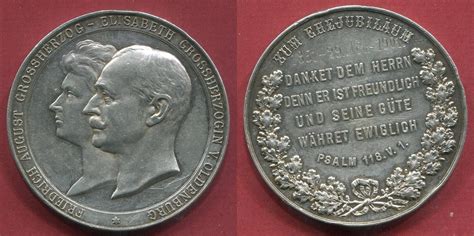 FRIEDRICH AUGUST GROSSHERZOG - ELISABETH GROSSHERZOGIN V. OLDENBURG
ZUM EHEJUBILÄUM
DANKET DEM HERRN
DENN ER IST FREUNDLICH
UND SEINE GÜTE
WÄHRET EWIGLICH
PSALM 118. V. 1.